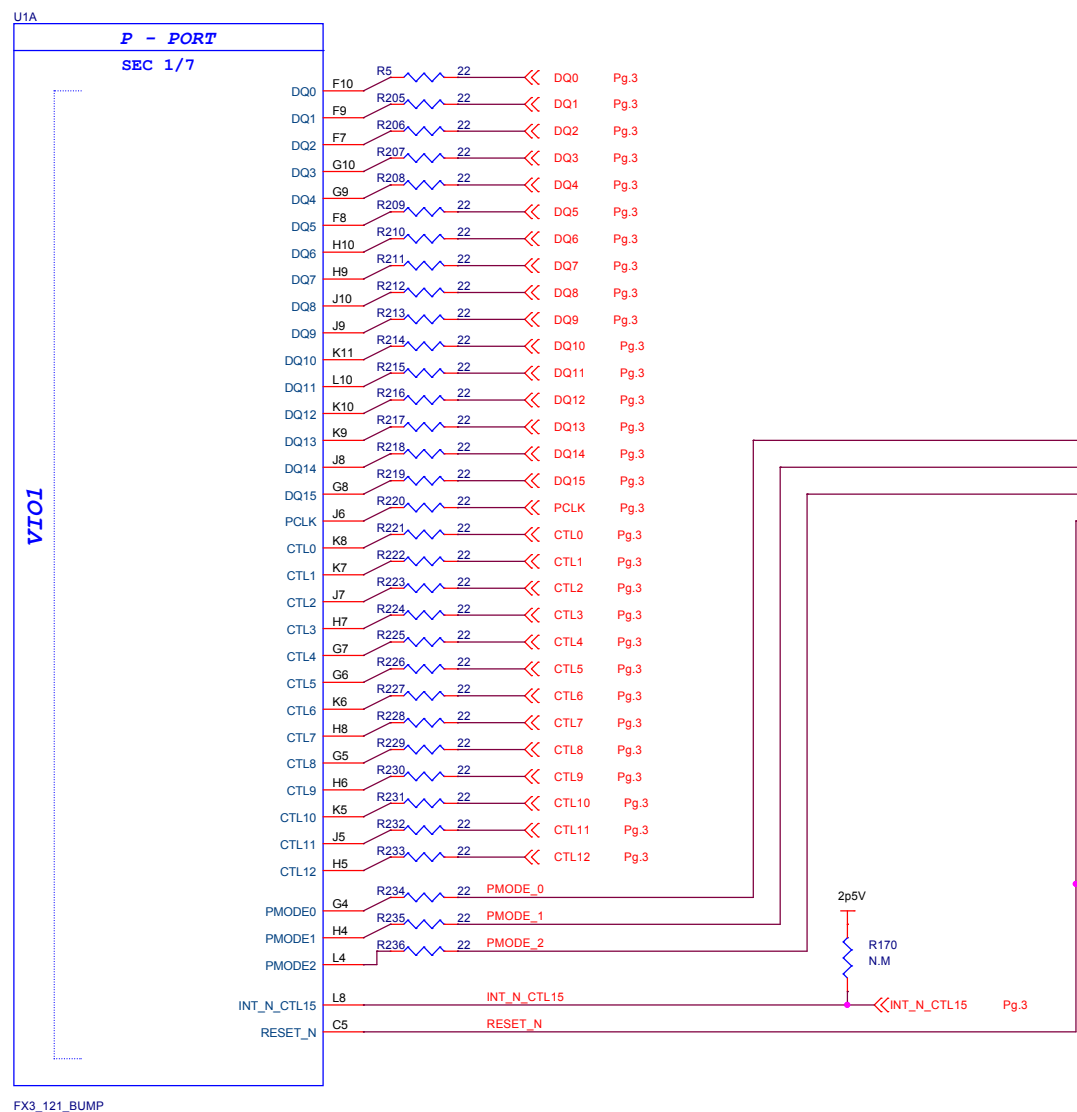 U1A
P - PORT
SEC 1/7
VIO1
DQ0 F10 R5 22 DQ0 Pg.3
DQ1 F9 R205 22 DQ1 Pg.3
DQ2 F7 R206 22 DQ2 Pg.3
DQ3 G10 R207 22 DQ3 Pg.3
DQ4 G9 R208 22 DQ4 Pg.3
DQ5 F8 R209 22 DQ5 Pg.3
DQ6 H10 R210 22 DQ6 Pg.3
DQ7 H9 R211 22 DQ7 Pg.3
DQ8 J10 R212 22 DQ8 Pg.3
DQ9 J9 R213 22 DQ9 Pg.3
DQ10 K11 R214 22 DQ10 Pg.3
DQ11 L10 R215 22 DQ11 Pg.3
DQ12 K10 R216 22 DQ12 Pg.3
DQ13 K9 R217 22 DQ13 Pg.3
DQ14 J8 R218 22 DQ14 Pg.3
DQ15 G8 R219 22 DQ15 Pg.3
PCLK J6 R220 22 PCLK Pg.3
CTL0 K8 R221 22 CTL0 Pg.3
CTL1 K7 R222 22 CTL1 Pg.3
CTL2 J7 R223 22 CTL2 Pg.3
CTL3 H7 R224 22 CTL3 Pg.3
CTL4 G7 R225 22 CTL4 Pg.3
CTL5 G6 R226 22 CTL5 Pg.3
CTL6 K6 R227 22 CTL6 Pg.3
CTL7 H8 R228 22 CTL7 Pg.3
CTL8 G5 R229 22 CTL8 Pg.3
CTL9 H6 R230 22 CTL9 Pg.3
CTL10 K5 R231 22 CTL10 Pg.3
CTL11 J5 R232 22 CTL11 Pg.3
CTL12 H5 R233 22 CTL12 Pg.3
PMODE0 G4 R234 22 PMODE_0
PMODE1 H4 R235 22 PMODE_1
PMODE2 L4 R236 22 PMODE_2
2p5V
R170
N.M
INT_N_CTL15 L8 INT_N_CTL15 INT_N_CTL15 Pg.3
RESET_N C5 RESET_N
FX3_121_BUMP